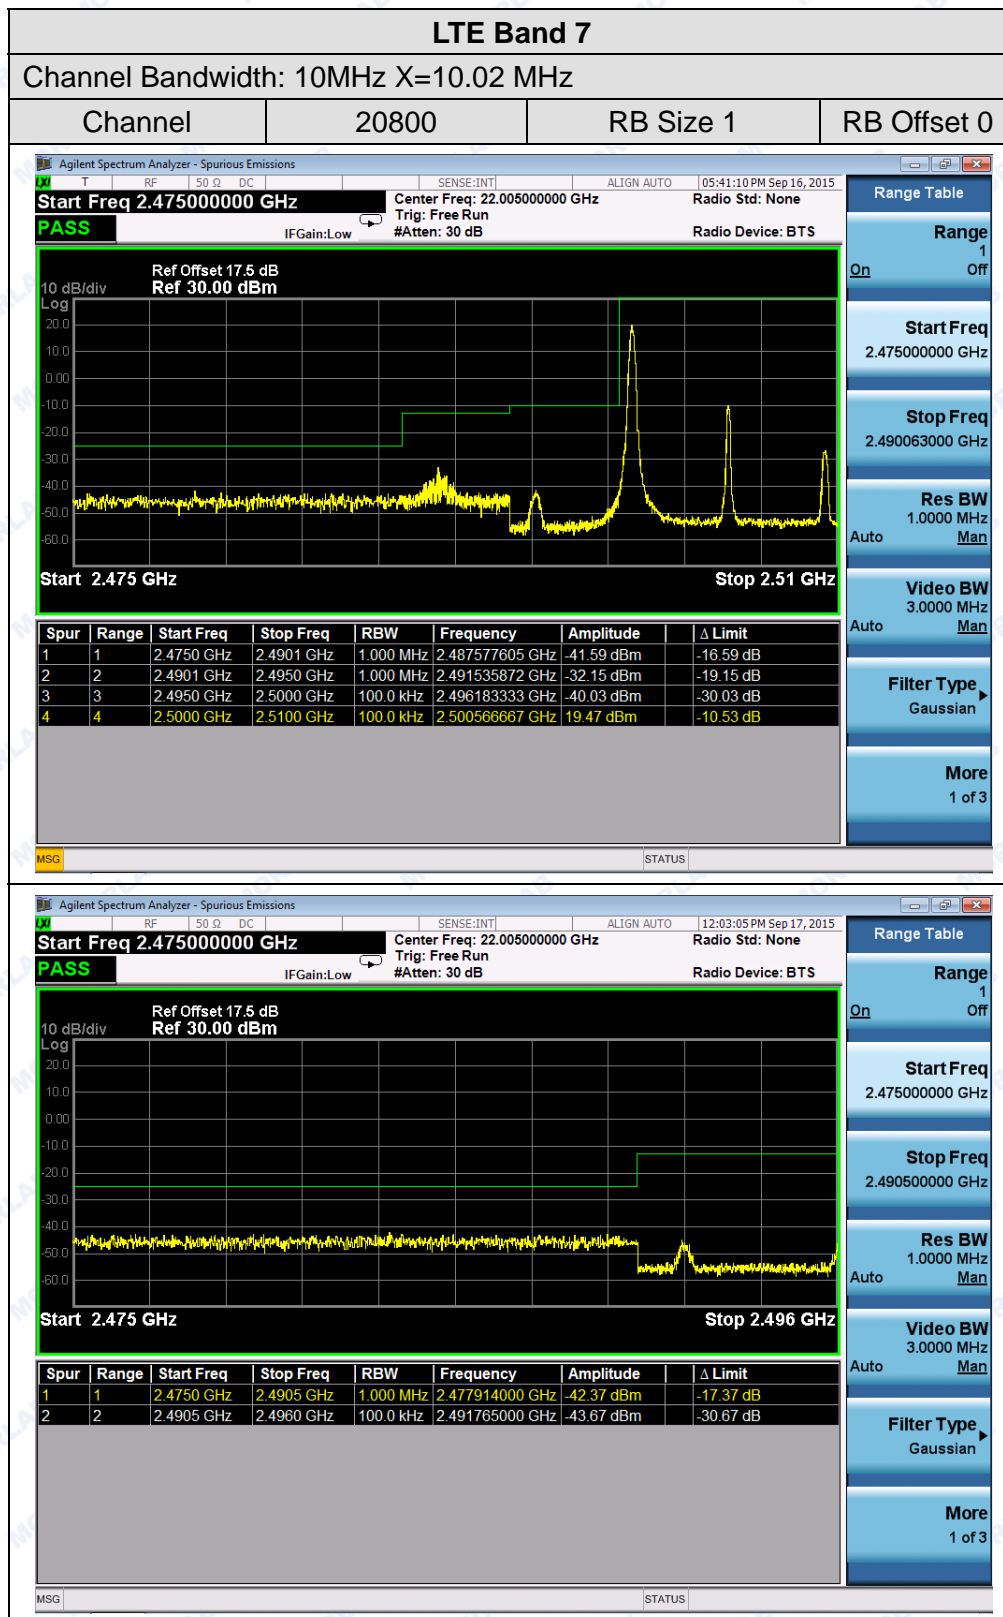 LTE Band 7
Channel Bandwidth: 10MHz X=10.02 MHz
Channel 20800 RB Size 1 RB Offset 0
Agilent Spectrum Analyzer - Spurious Emissions
LXI T RF 50 Ω DC SENSE:INT ALIGN AUTO 05:41:10 PM Sep 16, 2015
Start Freq 2.475000000 GHz Center Freq: 22.005000000 GHz Radio Std: None Range Table
Trig: Free Run
PASS IFGain:Low #Atten: 30 dB Radio Device: BTS
Range
1
On Off
Ref Offset 17.5 dB
10 dB/div Ref 30.00 dBm
Log
20.0
10.0
0.00
-10.0
-20.0
-30.0
-40.0
-50.0
-60.0
Start 2.475 GHz Stop 2.51 GHz
Start Freq
2.475000000 GHz
Stop Freq
2.490063000 GHz
Res BW
1.0000 MHz
Auto Man
Video BW
3.0000 MHz
Auto Man
Filter Type
Gaussian
More
1 of 3
Spur Range Start Freq Stop Freq RBW Frequency Amplitude Δ Limit
1 1 2.4750 GHz 2.4901 GHz 1.000 MHz 2.487577605 GHz -41.59 dBm -16.59 dB
2 2 2.4901 GHz 2.4950 GHz 1.000 MHz 2.491535872 GHz -32.15 dBm -19.15 dB
3 3 2.4950 GHz 2.5000 GHz 100.0 kHz 2.496183333 GHz -40.03 dBm -30.03 dB
4 4 2.5000 GHz 2.5100 GHz 100.0 kHz 2.500566667 GHz 19.47 dBm -10.53 dB
MSG STATUS
Agilent Spectrum Analyzer - Spurious Emissions
LXI RF 50 Ω DC SENSE:INT ALIGN AUTO 12:03:05 PM Sep 17, 2015
Start Freq 2.475000000 GHz Center Freq: 22.005000000 GHz Radio Std: None Range Table
Trig: Free Run
PASS IFGain:Low #Atten: 30 dB Radio Device: BTS
Range
1
On Off
Ref Offset 17.5 dB
10 dB/div Ref 30.00 dBm
Log
20.0
10.0
0.00
-10.0
-20.0
-30.0
-40.0
-50.0
-60.0
Start 2.475 GHz Stop 2.496 GHz
Start Freq
2.475000000 GHz
Stop Freq
2.490500000 GHz
Res BW
1.0000 MHz
Auto Man
Video BW
3.0000 MHz
Auto Man
Filter Type
Gaussian
More
1 of 3
Spur Range Start Freq Stop Freq RBW Frequency Amplitude Δ Limit
1 1 2.4750 GHz 2.4905 GHz 1.000 MHz 2.477914000 GHz -42.37 dBm -17.37 dB
2 2 2.4905 GHz 2.4960 GHz 100.0 kHz 2.491765000 GHz -43.67 dBm -30.67 dB
MSG STATUS